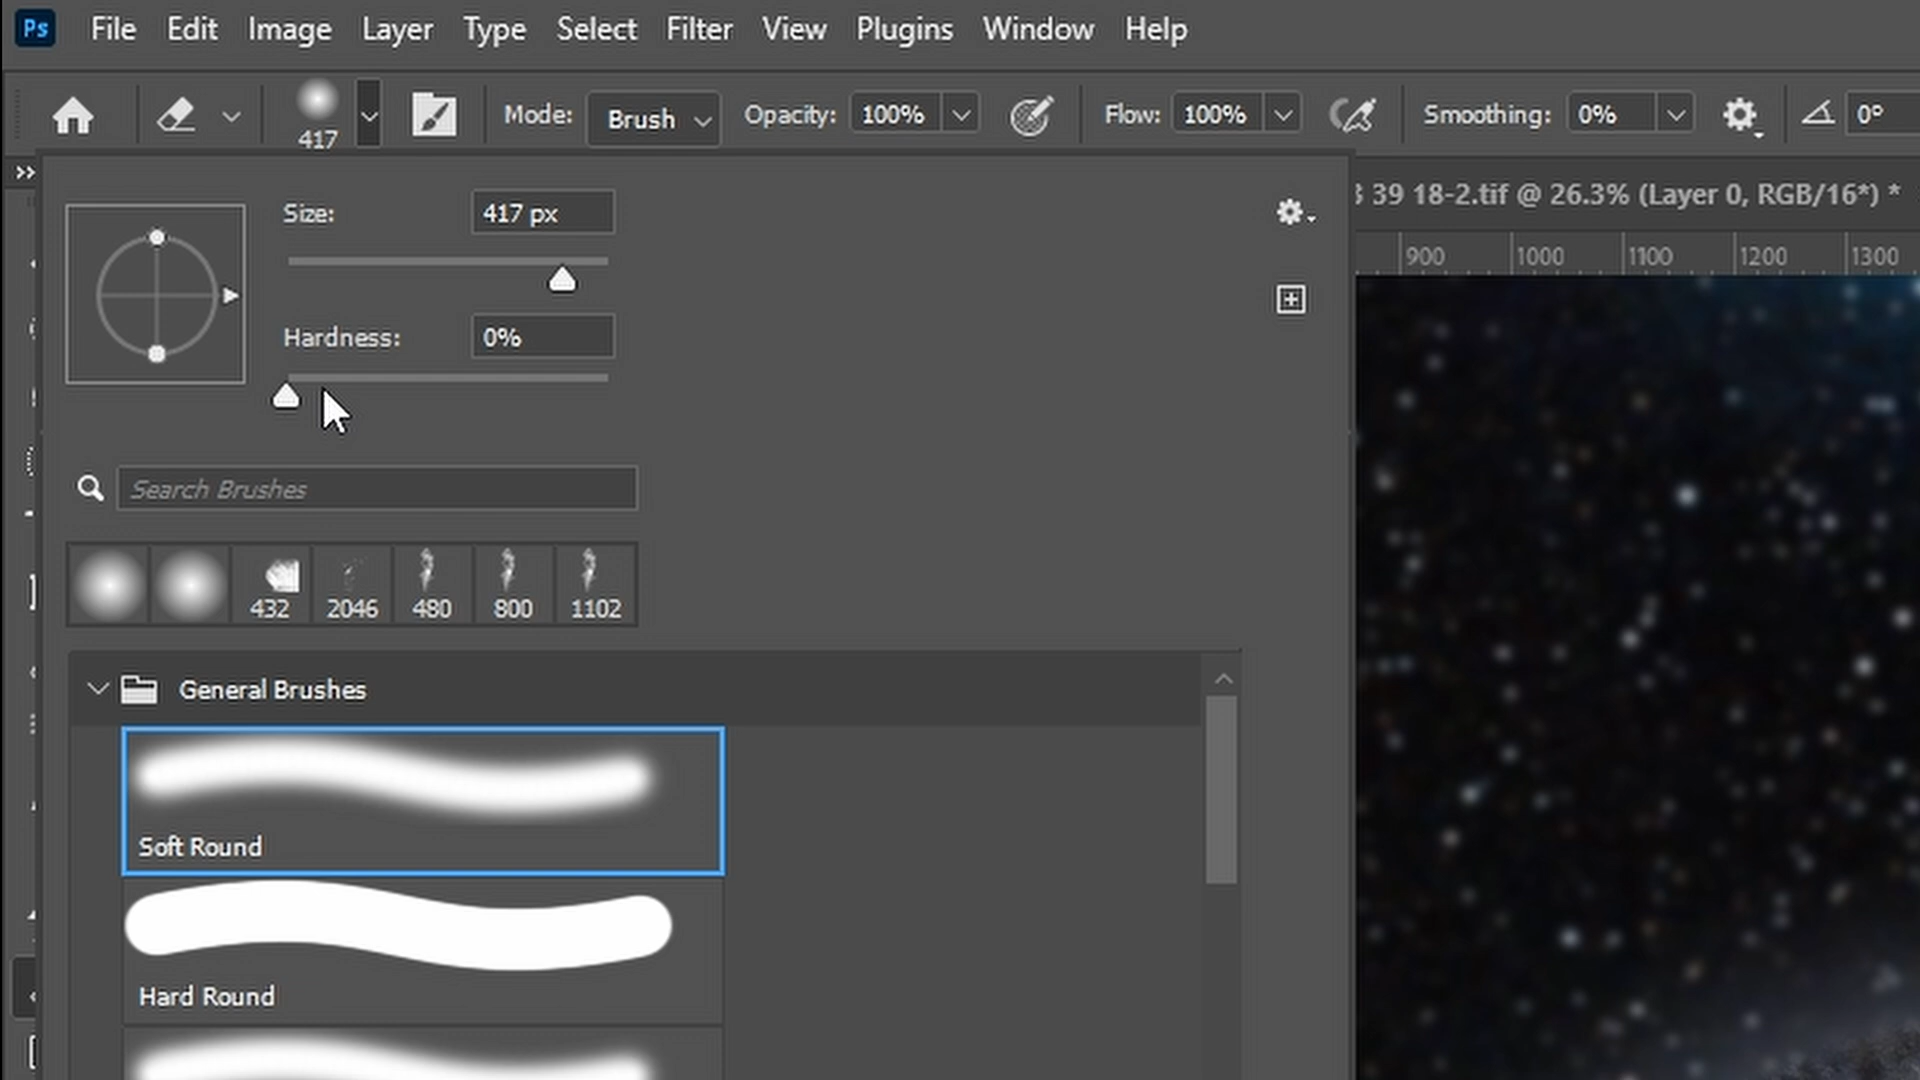 Ps File Edit Image Layer Type Select Filter View Plugins Window Help
417 Mode: Brush Opacity: 100% Flow: 100% Smoothing: 0% 0°
39 18-2.tif @ 26.3% (Layer 0, RGB/16*) *
Size: 417 px
900 1000 1100 1200 1300
Hardness: 0%
Search Brushes
432 2046 480 800 1102
General Brushes
Soft Round
Hard Round